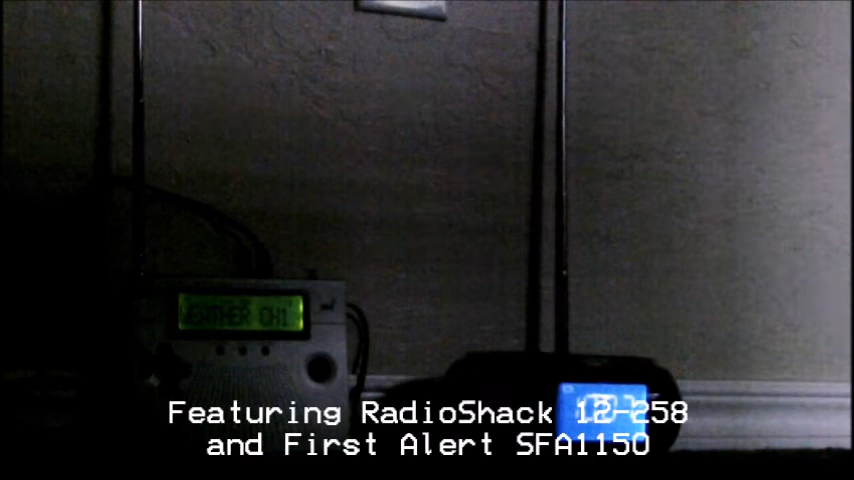 WEATHER CH1
Featuring RadioShack 12-258
and First Alert SFA1150